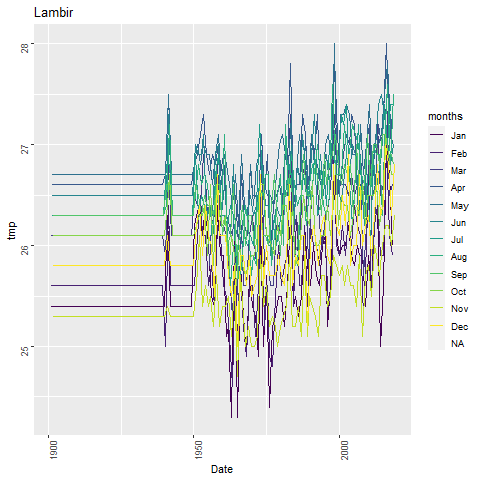 Lambir
28
27
26
25
tmp
1900
1950
2000
Date
months
Jan
Feb
Mar
Apr
May
Jun
Jul
Aug
Sep
Oct
Nov
Dec
NA